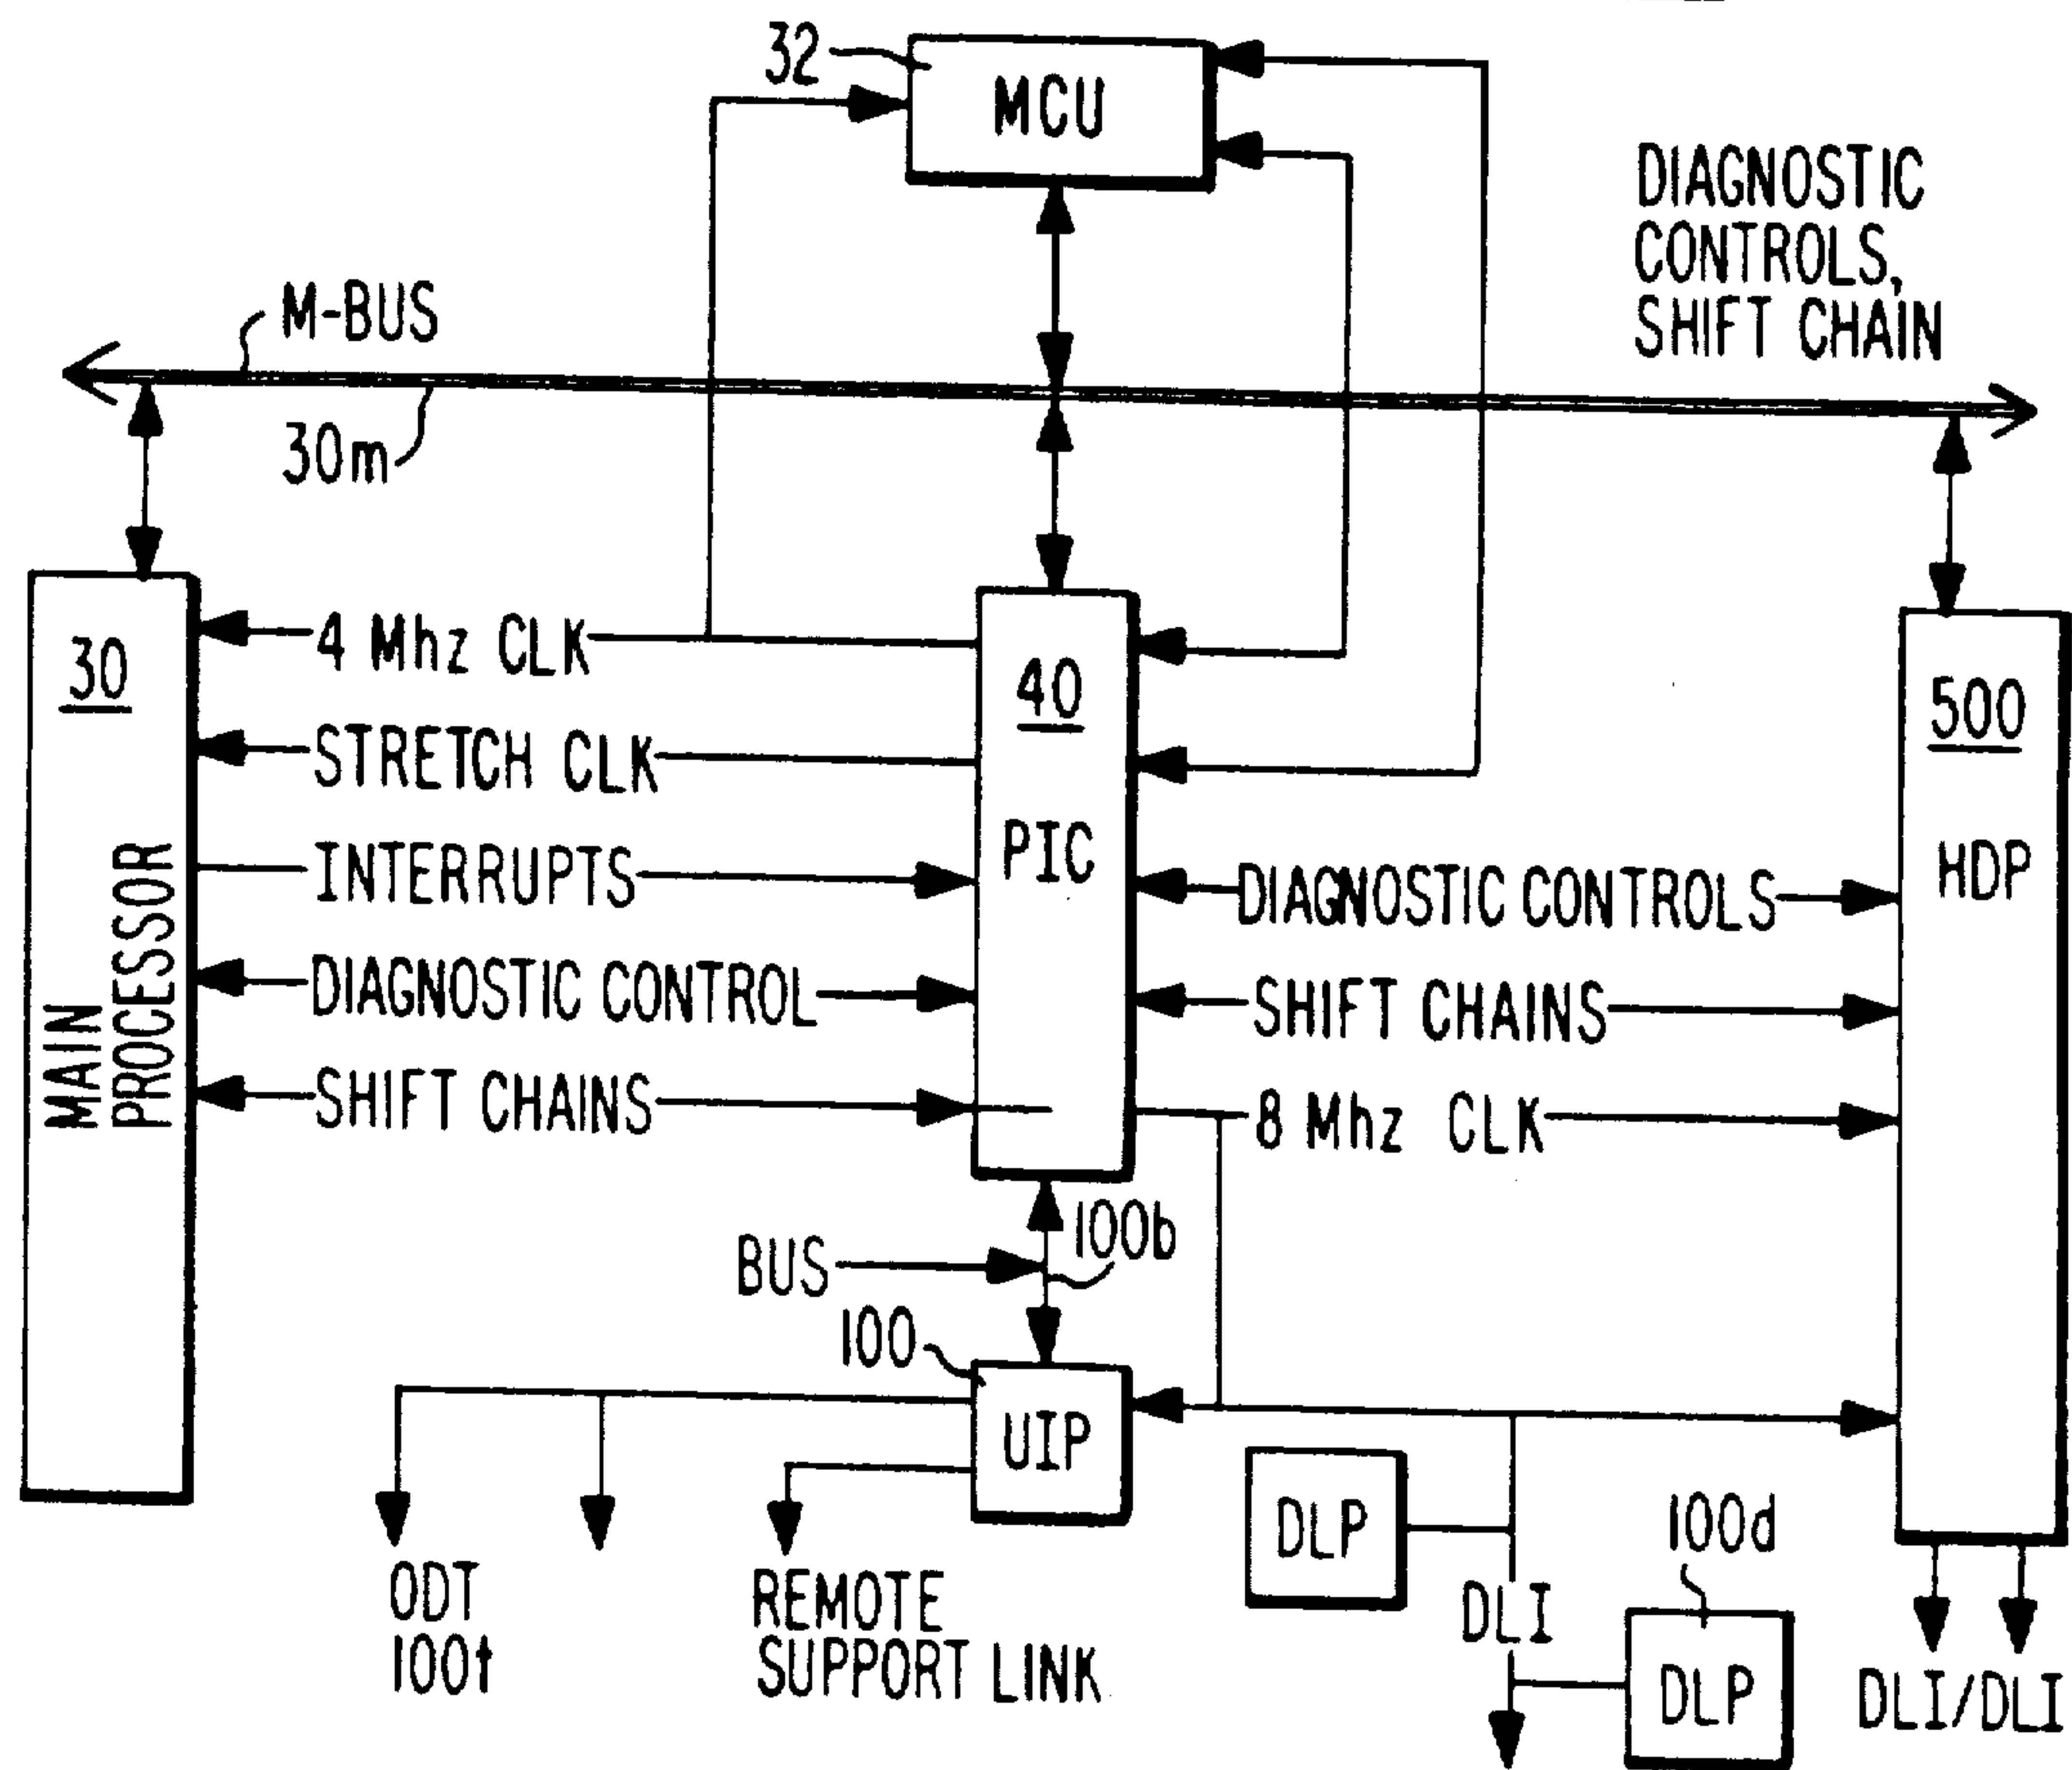 32
MCU
DIAGNOSTIC
CONTROLS,
SHIFT CHAIN
M-BUS
30m
30
MAIN
PROCESSOR
4 Mhz CLK
STRETCH CLK
INTERRUPTS
DIAGNOSTIC CONTROL
SHIFT CHAINS
40
PIC
DIAGNOSTIC CONTROLS
SHIFT CHAINS
8 Mhz CLK
500
HDP
BUS
100b
100
UIP
ODT
100t
REMOTE
SUPPORT LINK
DLP
DLI
100d
DLP
DLI/DLI